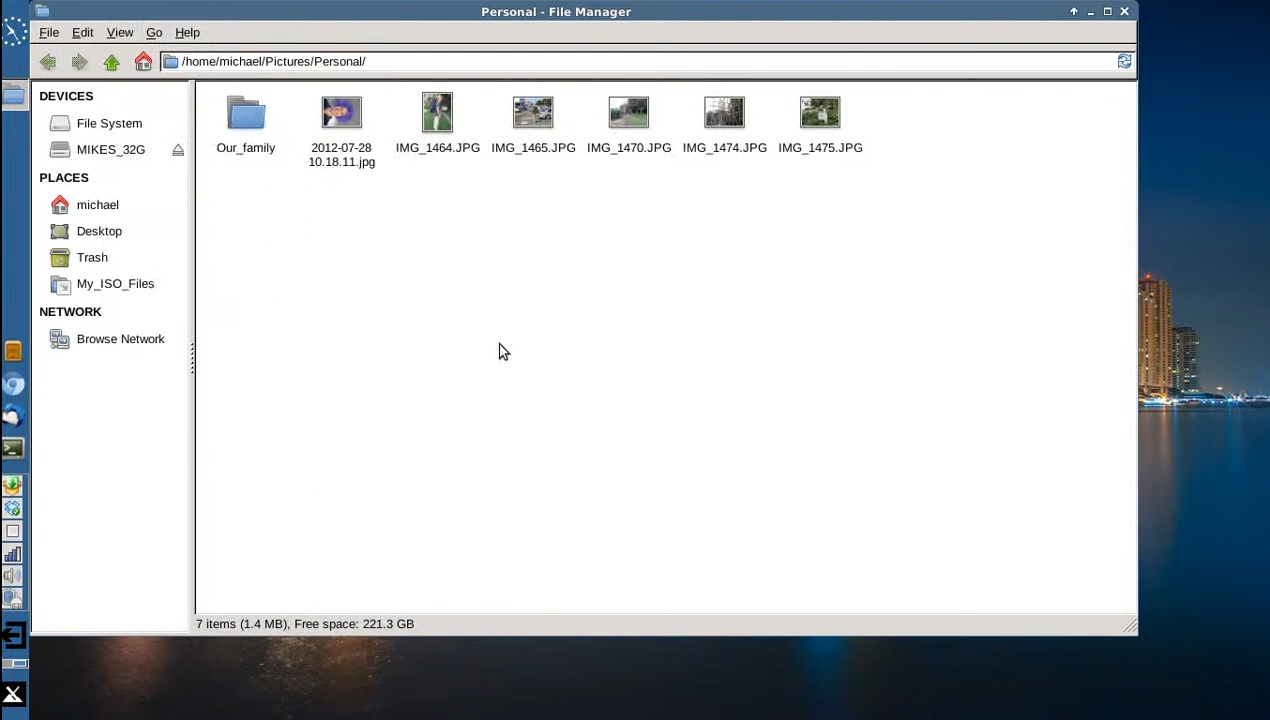 Personal - File Manager
File Edit View Go Help
/home/michael/Pictures/Personal/
DEVICES
File System
MIKES_32G
PLACES
michael
Desktop
Trash
My_ISO_Files
NETWORK
Browse Network
Our_family
2012-07-28
10.18.11.jpg
IMG_1464.JPG
IMG_1465.JPG
IMG_1470.JPG
IMG_1474.JPG
IMG_1475.JPG
7 items (1.4 MB), Free space: 221.3 GB